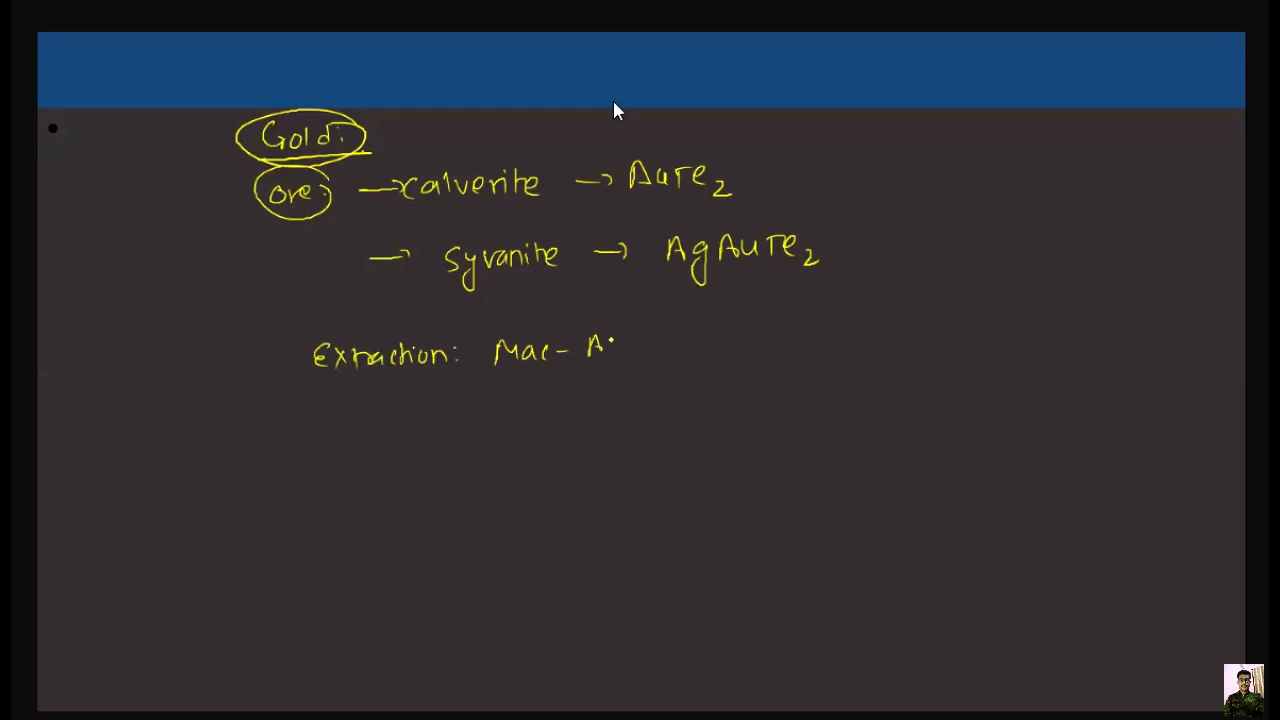 Gold:
Ore: → Calverite → AuTe2
→ Syvanite → AgAuTe2
Extraction: Mac- A